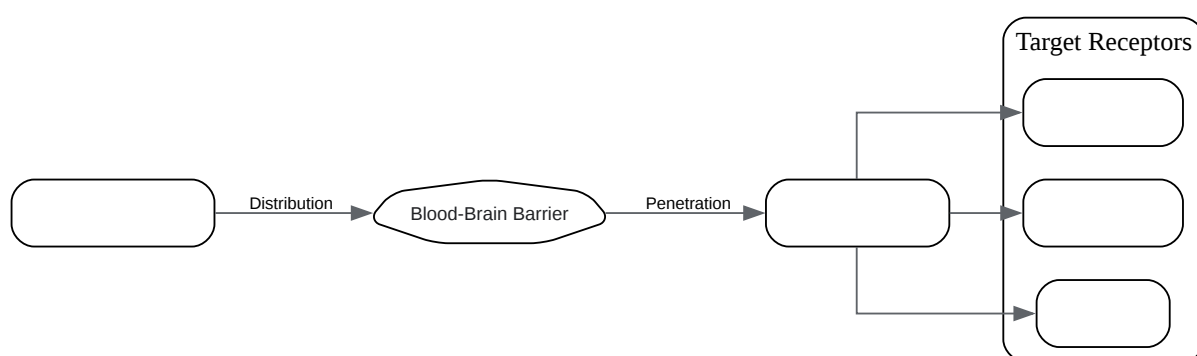 Target Receptors
Distribution
Blood-Brain Barrier
Penetration